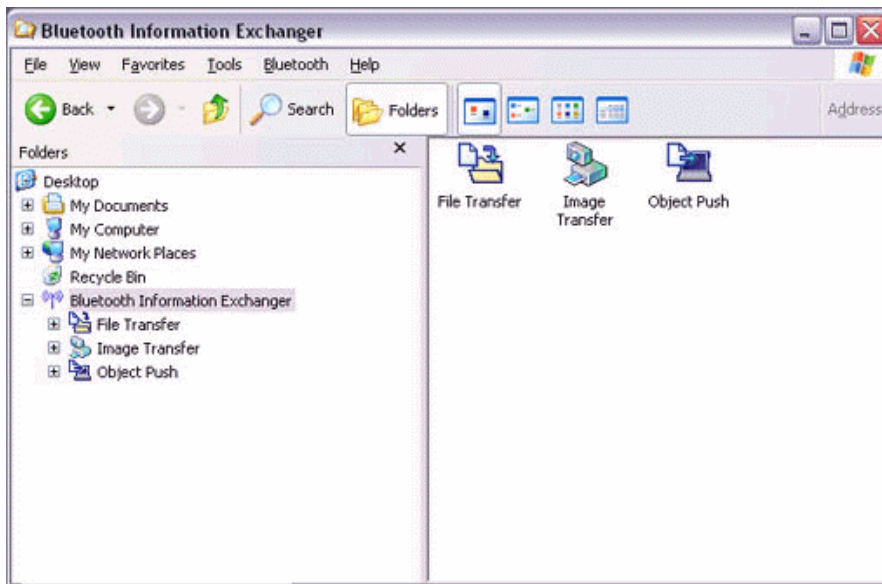 Bluetooth Information Exchanger
File View Favorites Tools Bluetooth Help
Back Search Folders Address
Folders
Desktop
My Documents
My Computer
My Network Places
Recycle Bin
Bluetooth Information Exchanger
File Transfer
Image Transfer
Object Push
File Transfer
Image
Transfer
Object Push